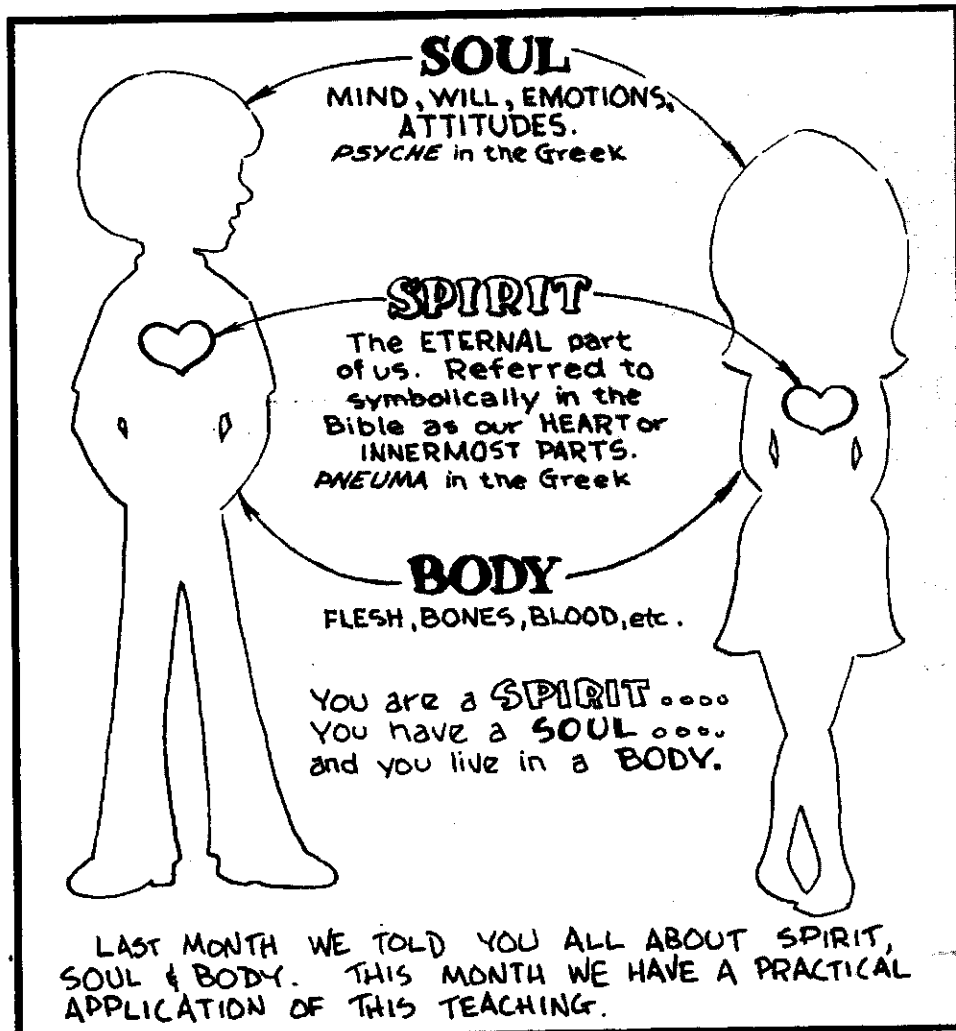 SOUL
MIND, WILL, EMOTIONS,
ATTITUDES.
PSYCHE in the Greek
SPIRIT
The ETERNAL part
of us. Referred to
symbolically in the
Bible as our HEART or
INNERMOST PARTS.
PNEUMA in the Greek
BODY
FLESH, BONES, BLOOD, etc.
You are a SPIRIT....
You have a SOUL....
and you live in a BODY.
LAST MONTH WE TOLD YOU ALL ABOUT SPIRIT,
SOUL & BODY. THIS MONTH WE HAVE A PRACTICAL
APPLICATION OF THIS TEACHING.